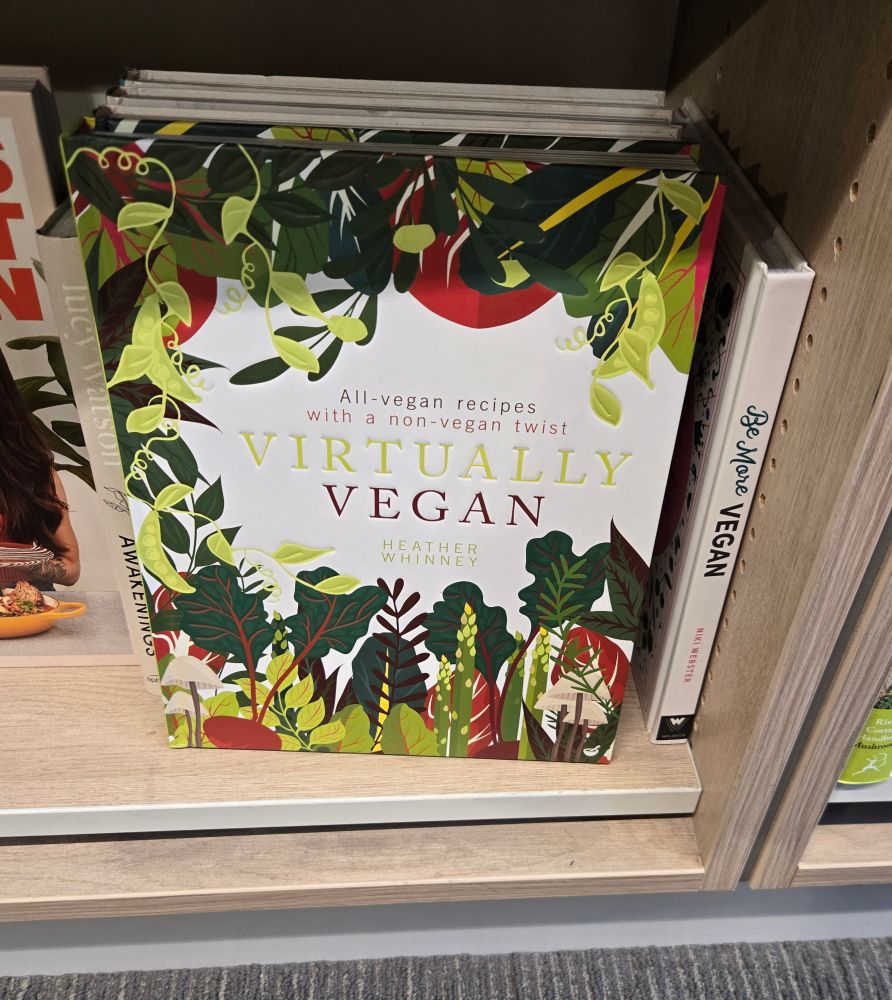 All-vegan recipes
with a non-vegan twist
VIRTUALLY
VEGAN
HEATHER
WHINNEY
lucy Watson
AWAKENINGS
Be More VEGAN
NIKI WEBSTER
W
WELBECK